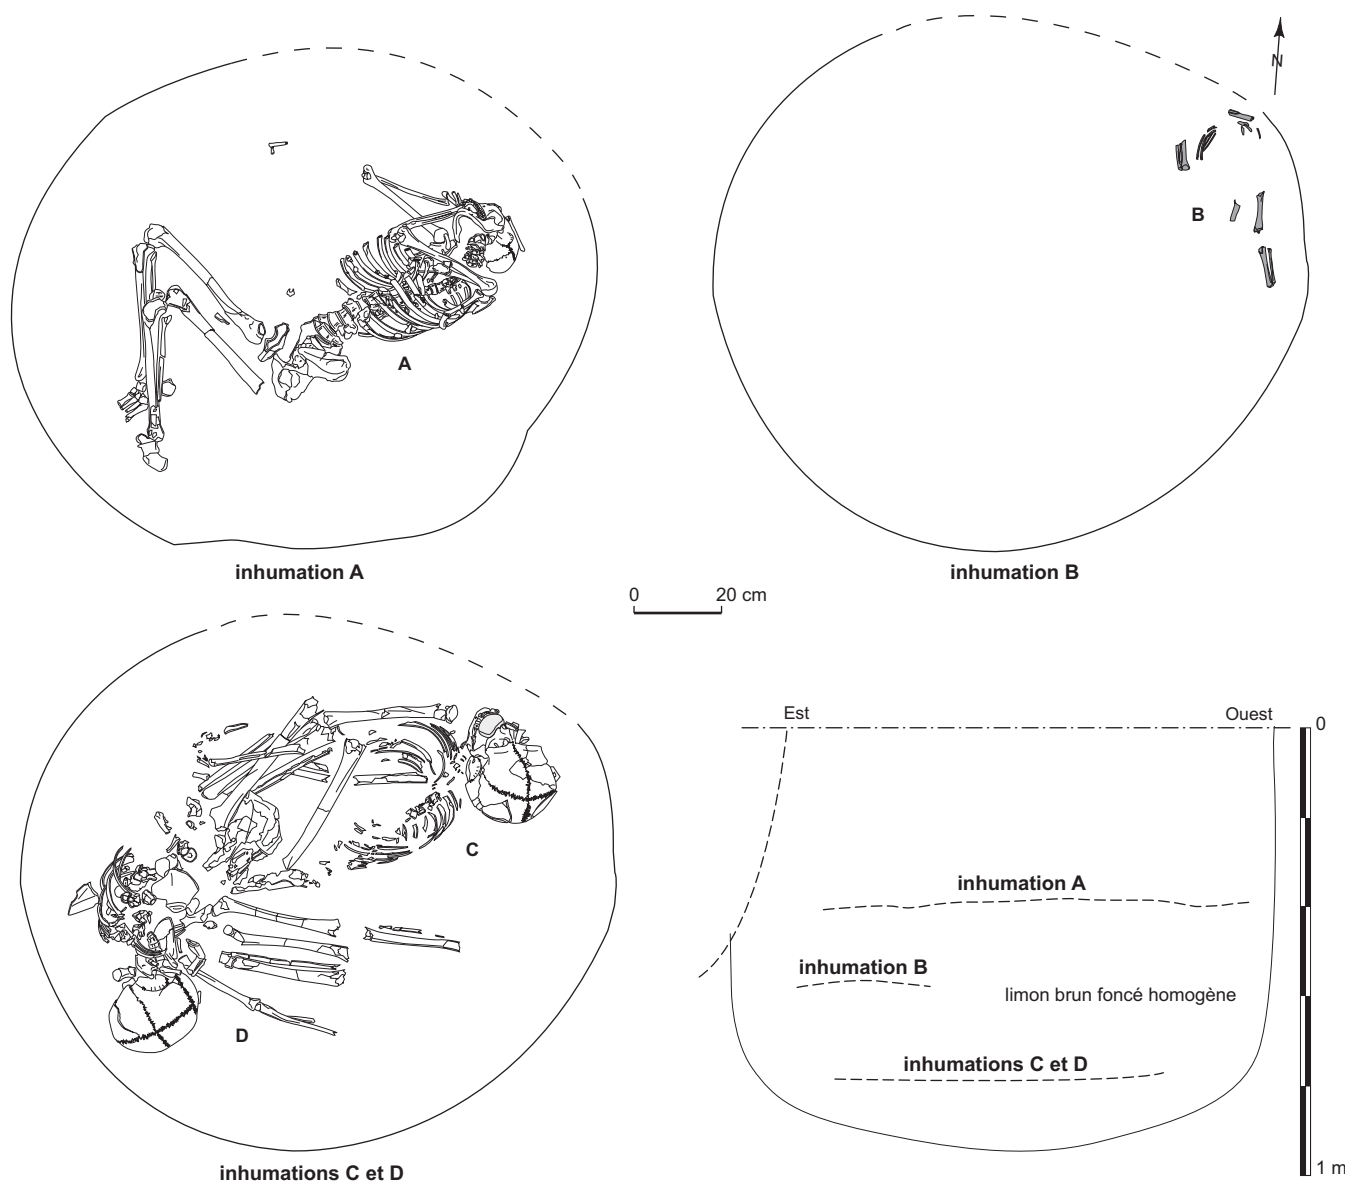 N
B
A
inhumation A
inhumation B
0 20 cm
Est
Ouest
0
C
D
inhumation A
inhumation B
limon brun foncé homogène
inhumations C et D
1 m
inhumations C et D